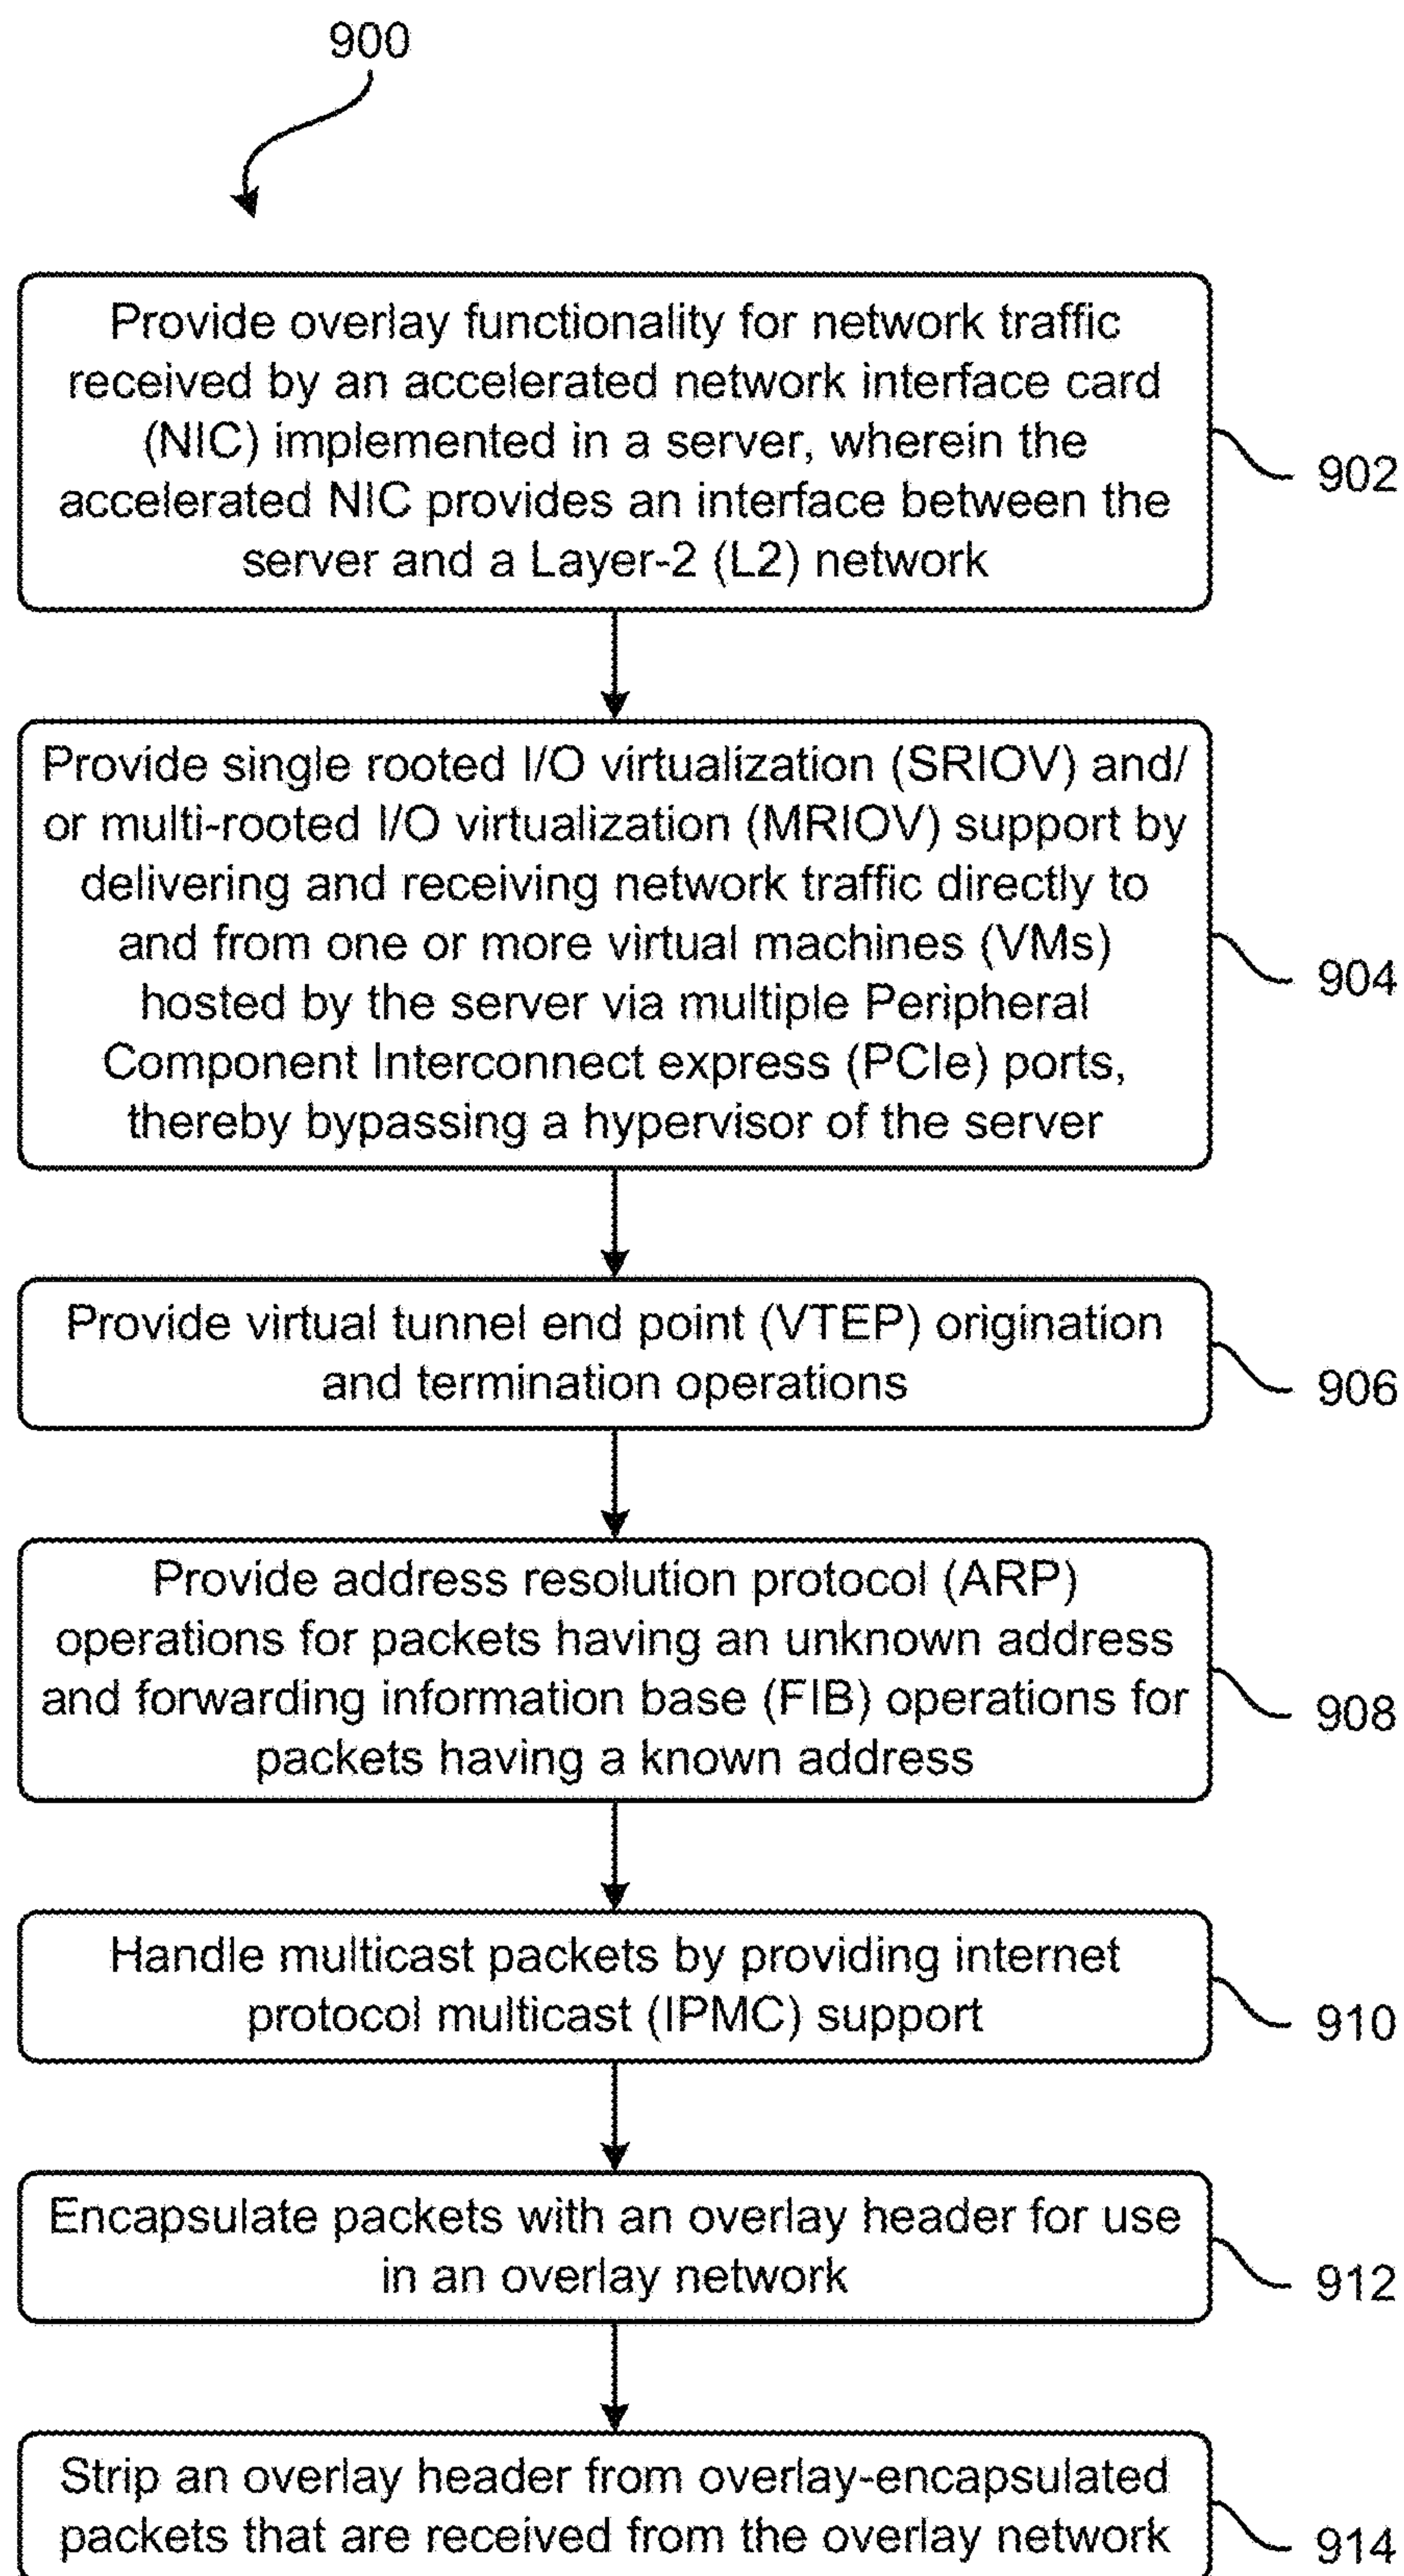 900
Provide overlay functionality for network traffic
received by an accelerated network interface card
(NIC) implemented in a server, wherein the
accelerated NIC provides an interface between the
server and a Layer-2 (L2) network
902
Provide single rooted I/O virtualization (SRIOV) and/
or multi-rooted I/O virtualization (MRIOV) support by
delivering and receiving network traffic directly to
and from one or more virtual machines (VMs)
hosted by the server via multiple Peripheral
Component Interconnect express (PCIe) ports,
thereby bypassing a hypervisor of the server
904
Provide virtual tunnel end point (VTEP) origination
and termination operations
906
Provide address resolution protocol (ARP)
operations for packets having an unknown address
and forwarding information base (FIB) operations for
packets having a known address
908
Handle multicast packets by providing internet
protocol multicast (IPMC) support
910
Encapsulate packets with an overlay header for use
in an overlay network
912
Strip an overlay header from overlay-encapsulated
packets that are received from the overlay network
914